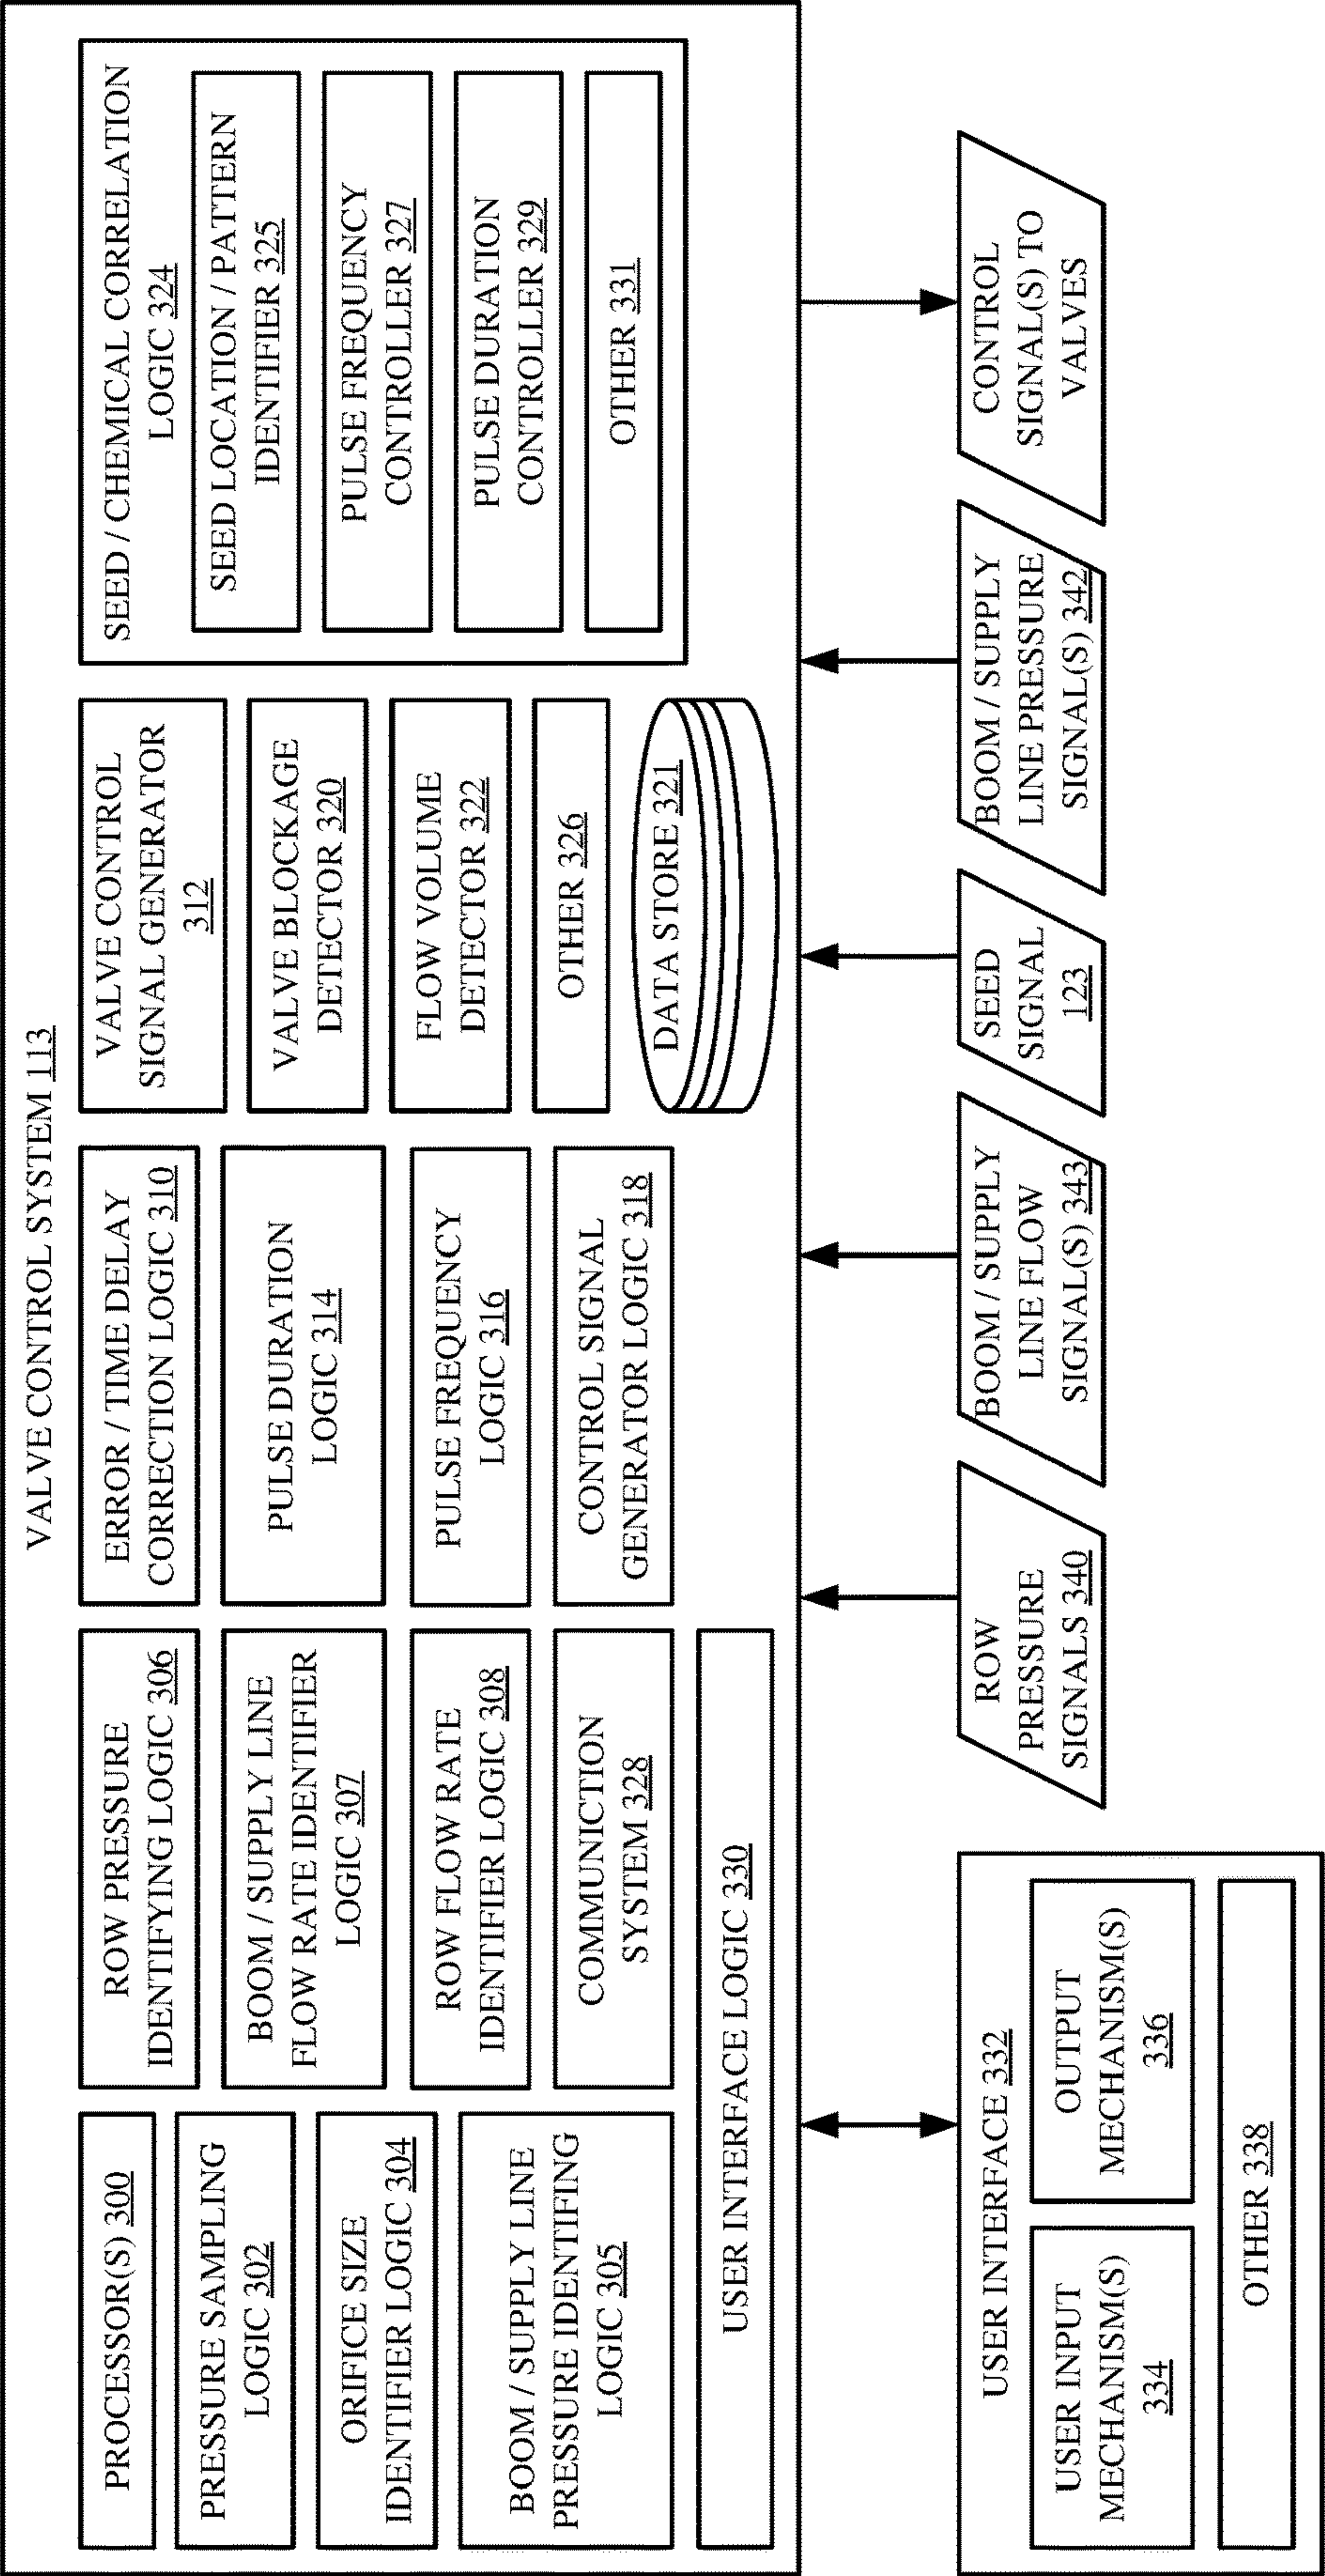 VALVE CONTROL SYSTEM 113
PROCESSOR(S) 300
PRESSURE SAMPLING
LOGIC 302
ORIFICE SIZE
IDENTIFIER LOGIC 304
BOOM / SUPPLY LINE
PRESSURE IDENTIFING
LOGIC 305
ROW PRESSURE
IDENTIFYING LOGIC 306
BOOM / SUPPLY LINE
FLOW RATE IDENTIFIER
LOGIC 307
ROW FLOW RATE
IDENTIFIER LOGIC 308
COMMUNICTION
SYSTEM 328
USER INTERFACE LOGIC 330
ERROR / TIME DELAY
CORRECTION LOGIC 310
PULSE DURATION
LOGIC 314
PULSE FREQUENCY
LOGIC 316
CONTROL SIGNAL
GENERATOR LOGIC 318
VALVE CONTROL
SIGNAL GENERATOR
312
VALVE BLOCKAGE
DETECTOR 320
FLOW VOLUME
DETECTOR 322
OTHER 326
DATA STORE 321
SEED / CHEMICAL CORRELATION
LOGIC 324
SEED LOCATION / PATTERN
IDENTIFIER 325
PULSE FREQUENCY
CONTROLLER 327
PULSE DURATION
CONTROLLER 329
OTHER 331
USER INTERFACE 332
USER INPUT
MECHANISM(S)
334
OUTPUT
MECHANISM(S)
336
OTHER 338
ROW
PRESSURE
SIGNALS 340
BOOM / SUPPLY
LINE FLOW
SIGNAL(S) 343
SEED
SIGNAL
123
BOOM / SUPPLY
LINE PRESSURE
SIGNAL(S) 342
CONTROL
SIGNAL(S) TO
VALVES